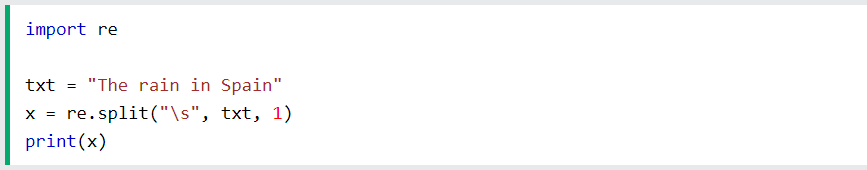 import re
txt = "The rain in Spain"
x = re.split("\s", txt, 1)
print(x)